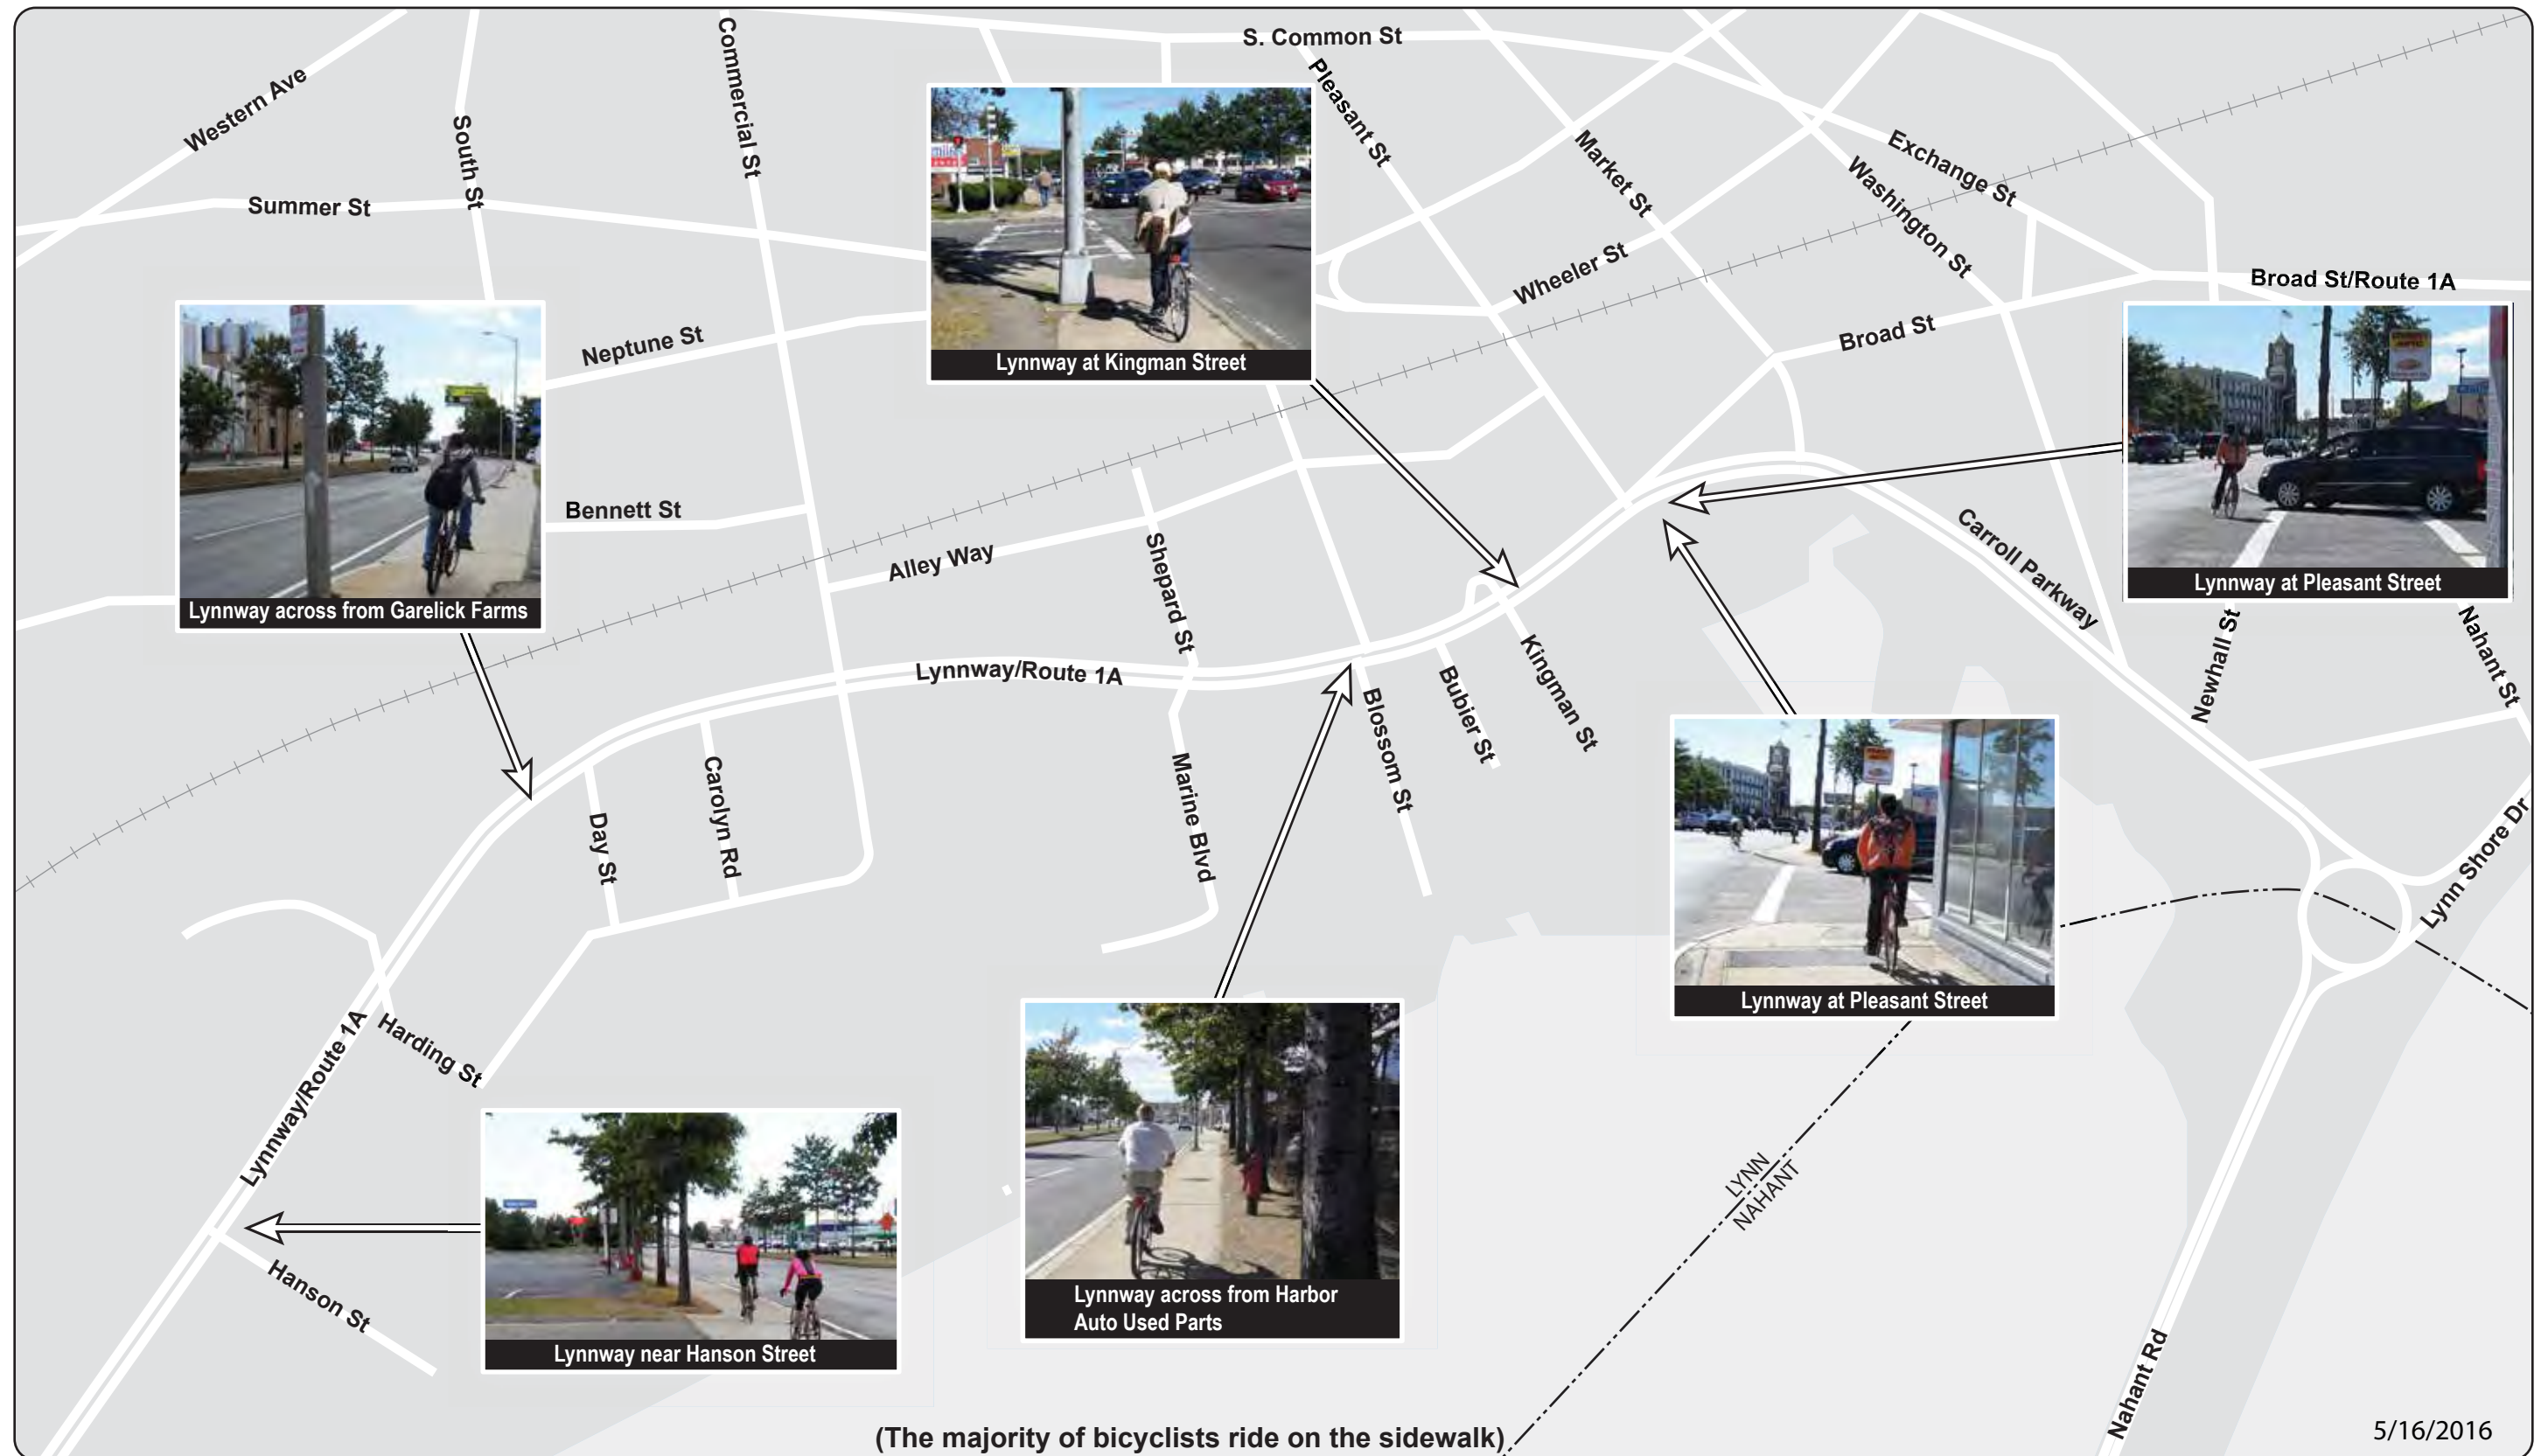 S. Common St
Commercial St
Pleasant St
Western Ave
South St
Market St
Exchange St
Washington St
Summer St
Wheeler St
Broad St/Route 1A
Neptune St
Broad St
Lynnway at Kingman Street
Bennett St
Alley Way
Shepard St
Carroll Parkway
Lynnway at Pleasant Street
Lynnway across from Garelick Farms
Newhall St
Nahant St
Lynnway/Route 1A
Kingman St
Bubier St
Blossom St
Day St
Carolyn Rd
Marine Blvd
Lynn Shore Dr
Lynnway at Pleasant Street
Harding St
Lynnway/Route 1A
LYNN
NAHANT
Hanson St
Lynnway near Hanson Street
Lynnway across from Harbor
Auto Used Parts
Nahant Rd
(The majority of bicyclists ride on the sidewalk)
5/16/2016